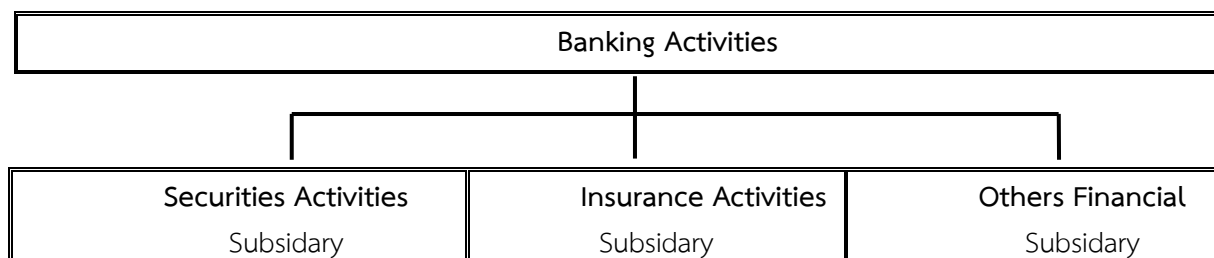 Banking Activities
Securities Activities Insurance Activities Others Financial
Subsidary Subsidary Subsidary